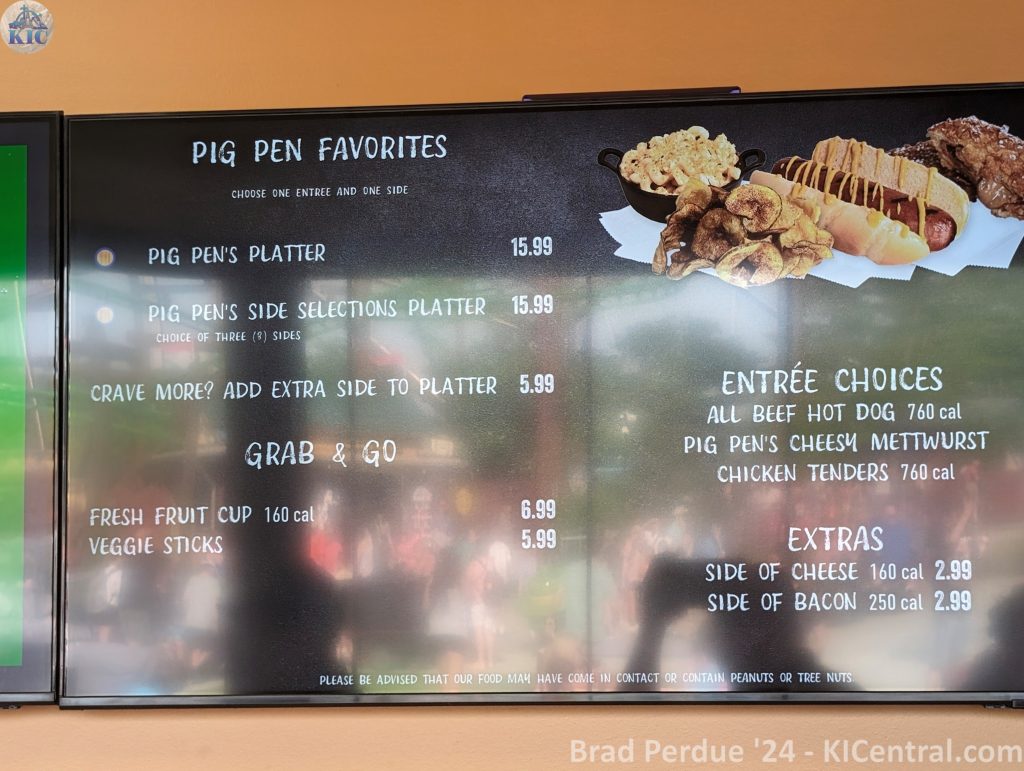 KIC
PIG PEN FAVORITES
CHOOSE ONE ENTREE AND ONE SIDE
PIG PEN'S PLATTER 15.99
PIG PEN'S SIDE SELECTIONS PLATTER 15.99
CHOICE OF THREE (3) SIDES
CRAVE MORE? ADD EXTRA SIDE TO PLATTER 5.99
GRAB & GO
FRESH FRUIT CUP 160 cal 6.99
VEGGIE STICKS 5.99
ENTRÉE CHOICES
ALL BEEF HOT DOG 760 cal
PIG PEN'S CHEESY METTWURST
CHICKEN TENDERS 760 cal
EXTRAS
SIDE OF CHEESE 160 cal 2.99
SIDE OF BACON 250 cal 2.99
PLEASE BE ADVISED THAT OUR FOOD MAY HAVE COME IN CONTACT OR CONTAIN PEANUTS OR TREE NUTS.
Brad Perdue '24 - KICentral.com